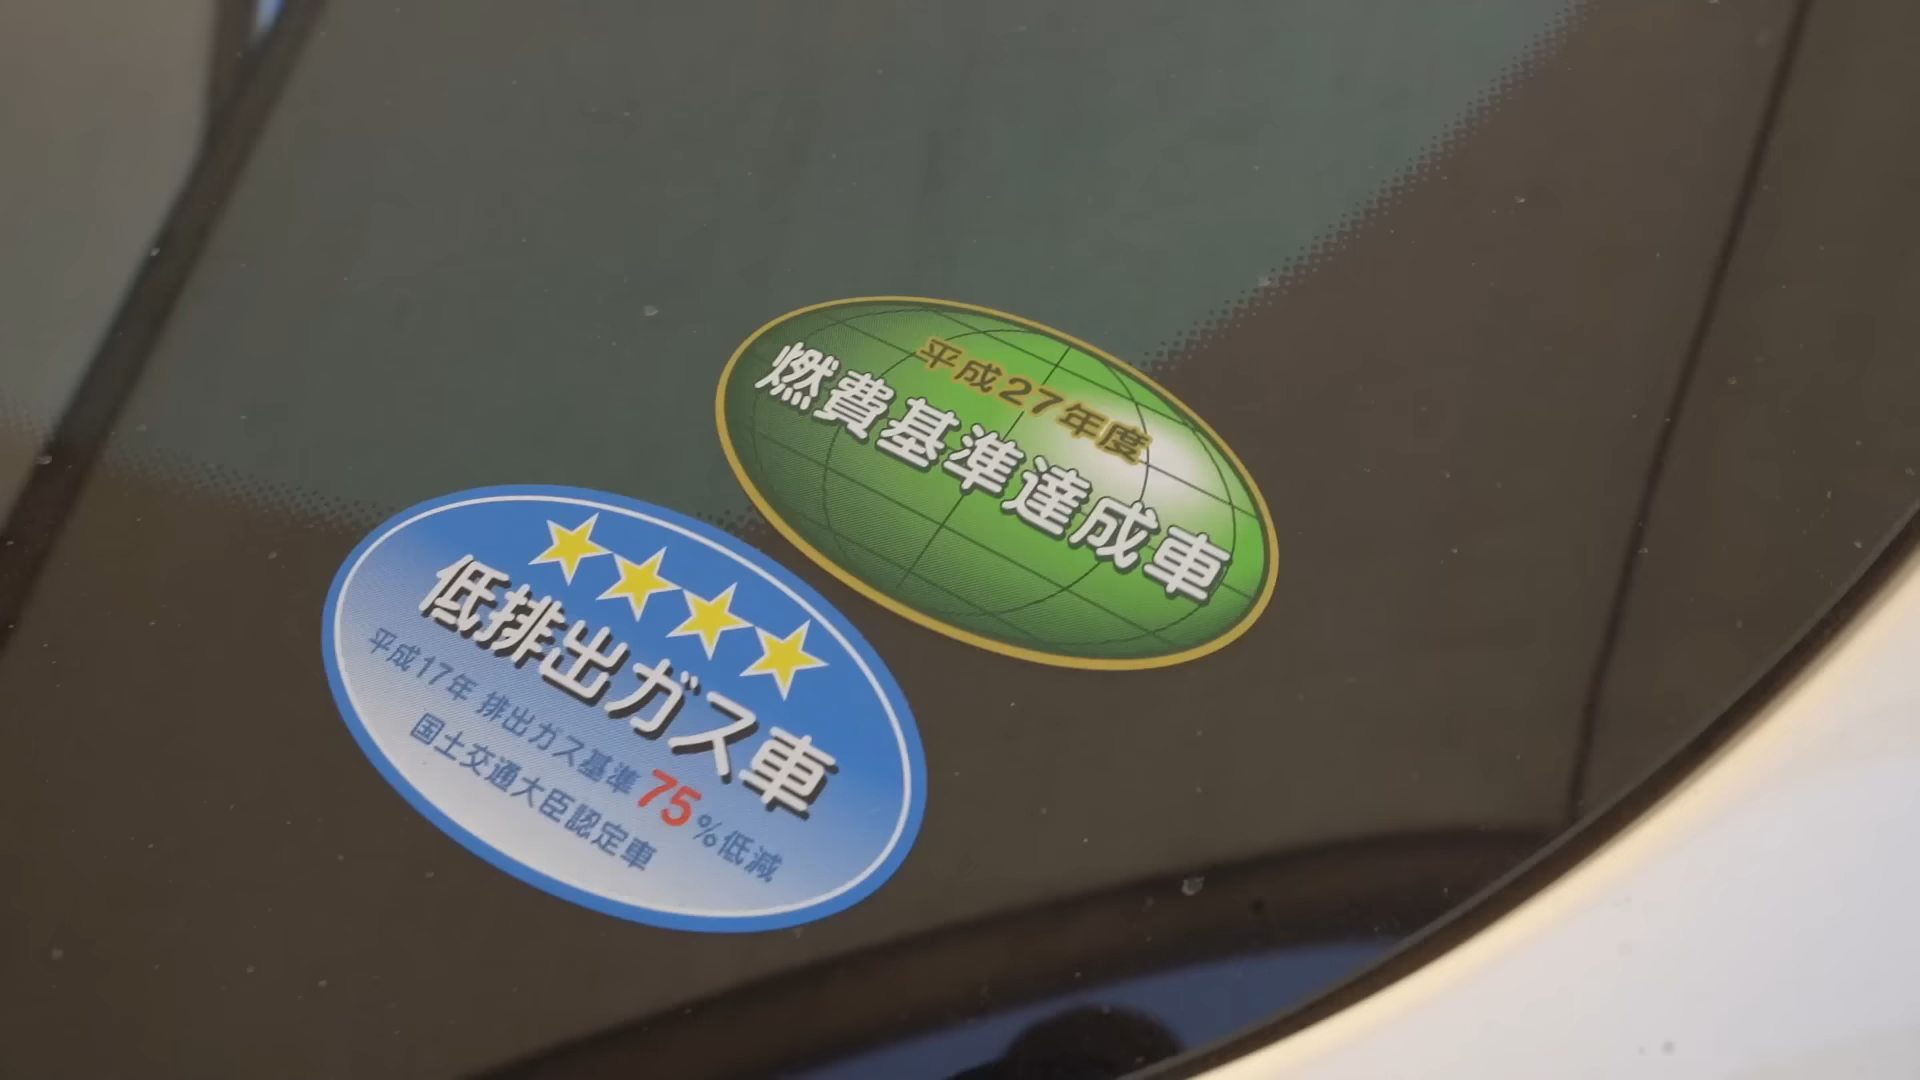 平成27年度
燃費基準達成車
低排出ガス車
平成17年 排出ガス基準 75%低減
国土交通大臣認定車